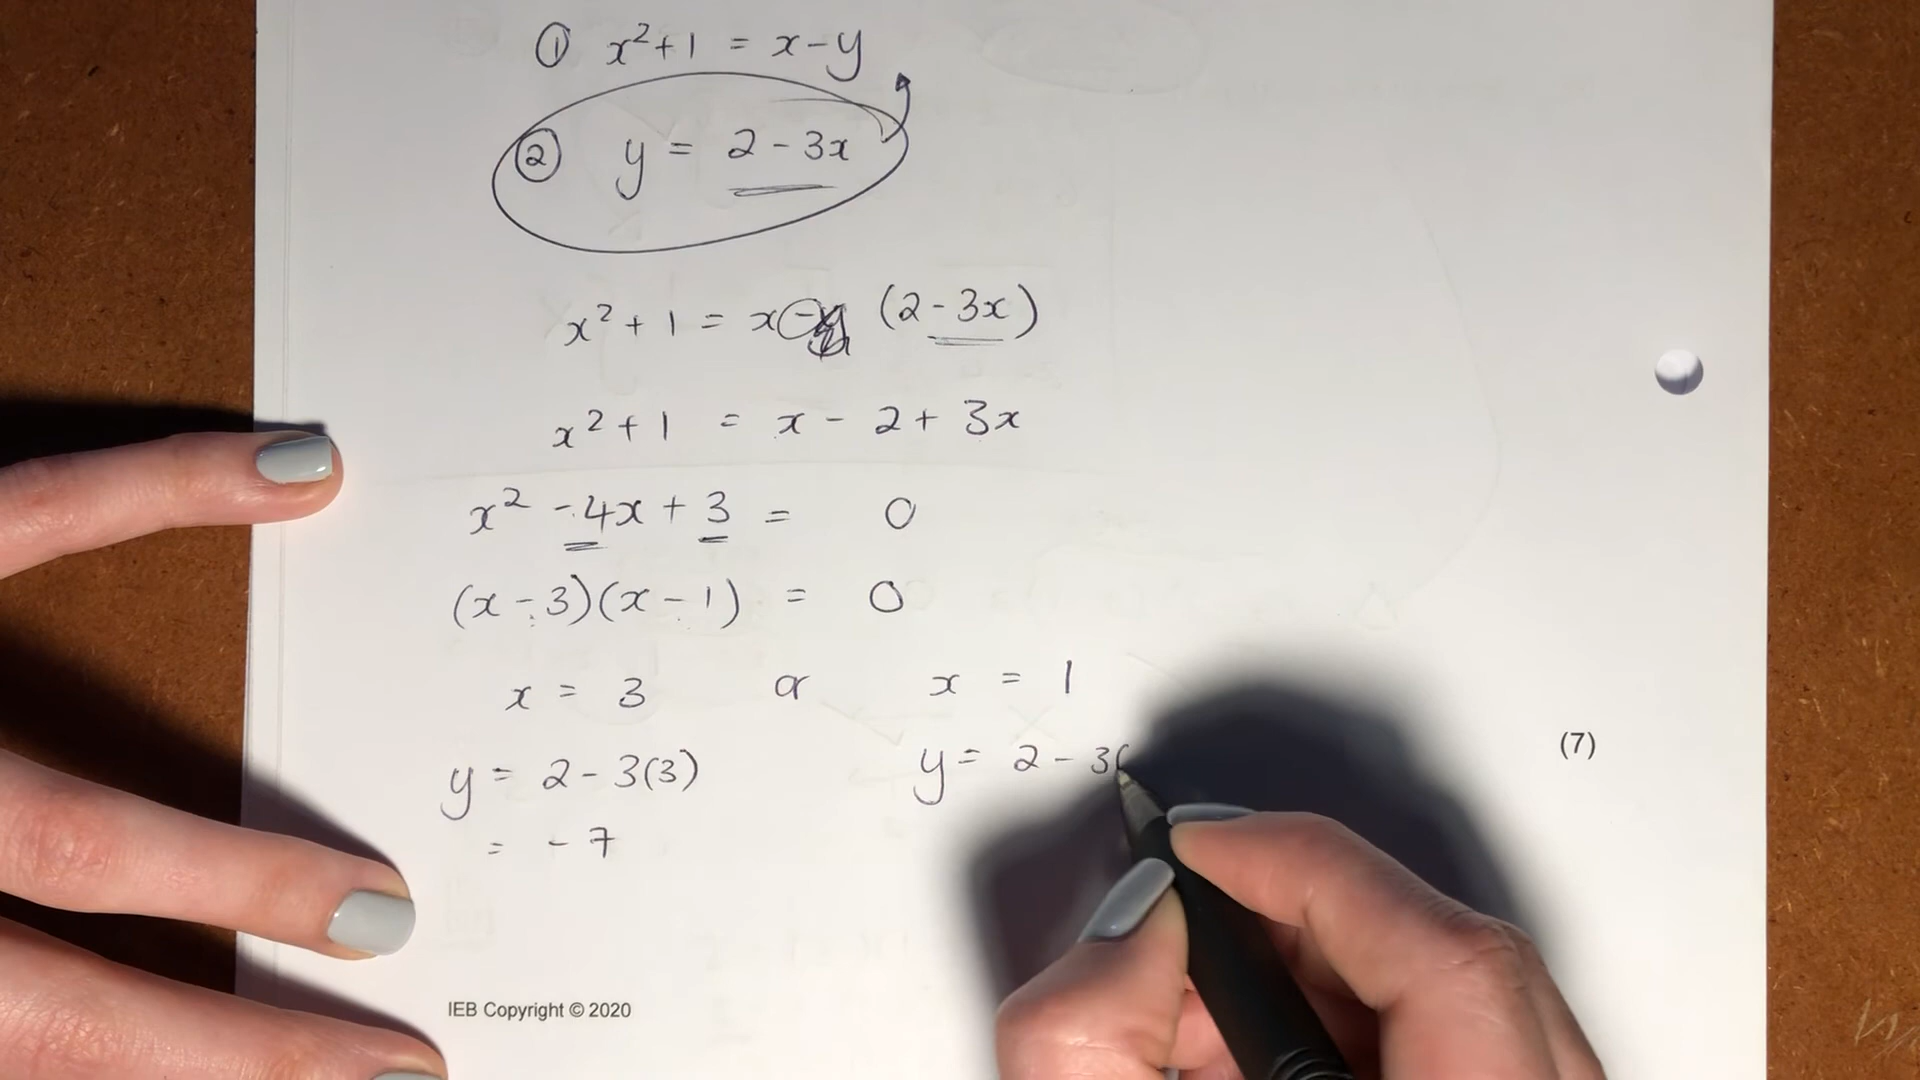 ① x²+1 = x-y
② y = 2-3x
x²+1 = x- (2-3x)
x²+1 = x-2+3x
x²-4x+3 = 0
(x-3)(x-1) = 0
x = 3 or x = 1
y = 2-3(3) y = 2-3(
(7)
= -7
IEB Copyright © 2020